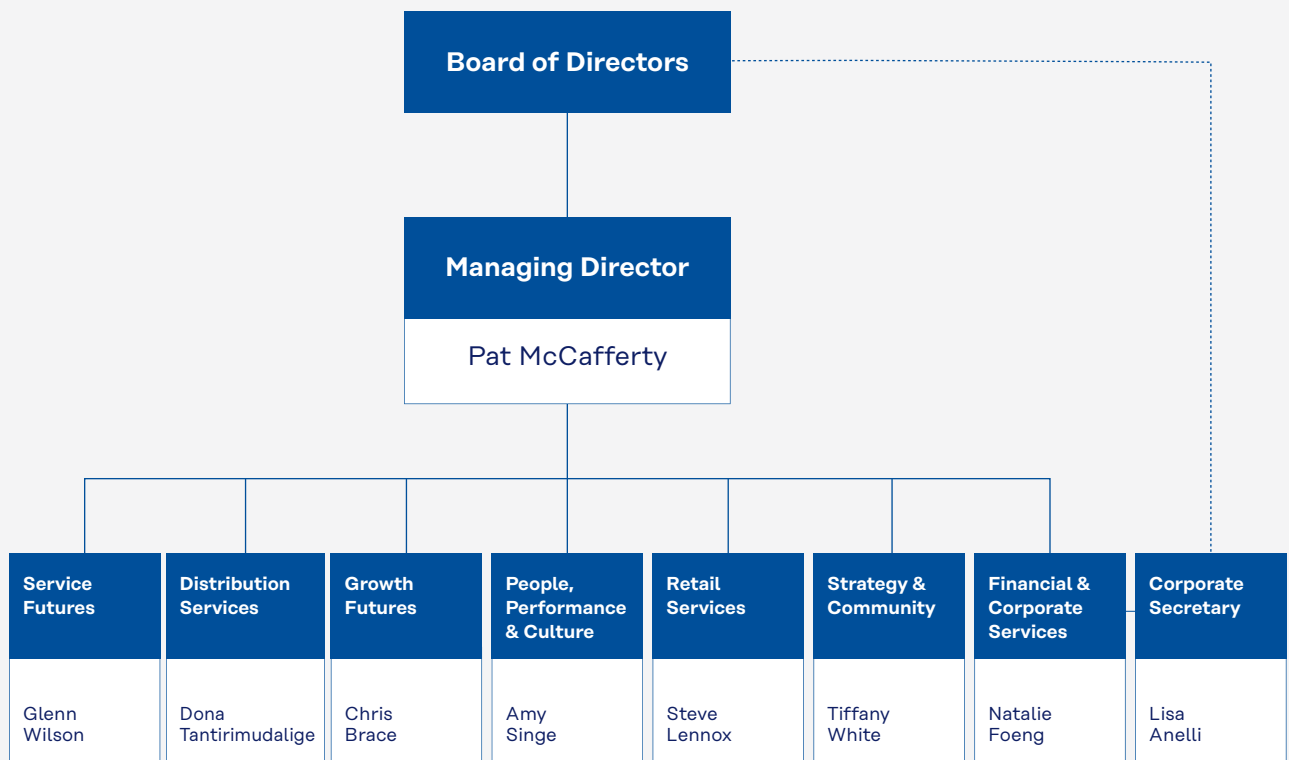 Board of Directors
Managing Director
Pat McCafferty
Service
Futures
Glenn
Wilson
Distribution
Services
Dona
Tantirimudalige
Growth
Futures
Chris
Brace
People,
Performance
& Culture
Amy
Singe
Retail
Services
Steve
Lennox
Strategy &
Community
Tiffany
White
Financial &
Corporate
Services
Natalie
Foeng
Corporate
Secretary
Lisa
Anelli